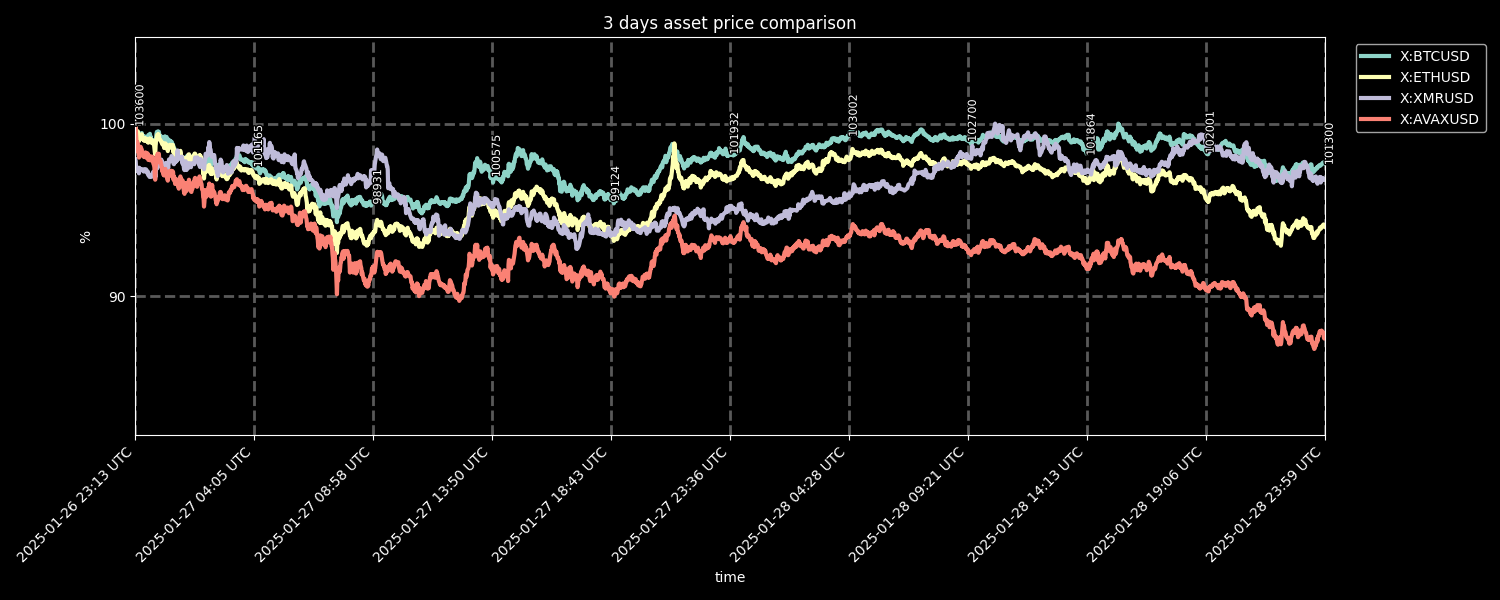 3 days asset price comparison
X:BTCUSD
X:ETHUSD
X:XMRUSD
X:AVAXUSD
%
100
90
103600
101165
98931
100575
99124
101932
103002
102700
101864
102001
101300
2025-01-26 23:13 UTC
2025-01-27 04:05 UTC
2025-01-27 08:58 UTC
2025-01-27 13:50 UTC
2025-01-27 18:43 UTC
2025-01-27 23:36 UTC
2025-01-28 04:28 UTC
2025-01-28 09:21 UTC
2025-01-28 14:13 UTC
2025-01-28 19:06 UTC
2025-01-28 23:59 UTC
time